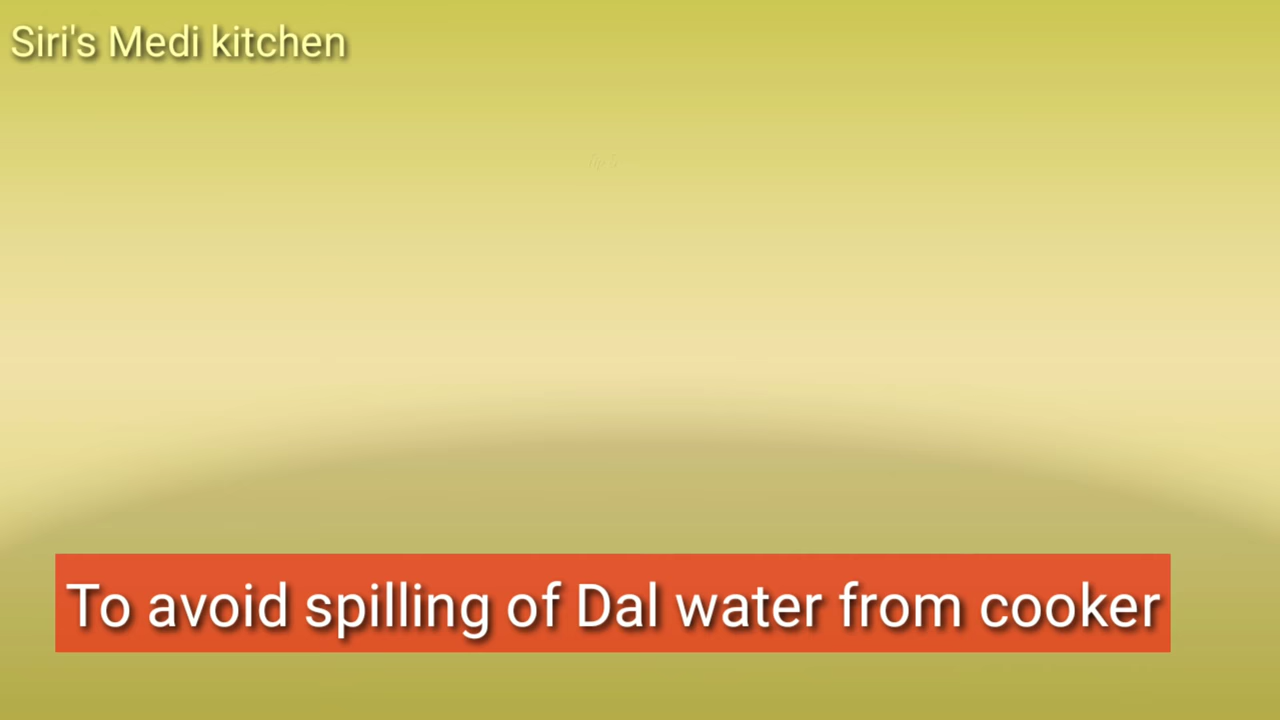 Siri's Medi kitchen
To avoid spilling of Dal water from cooker